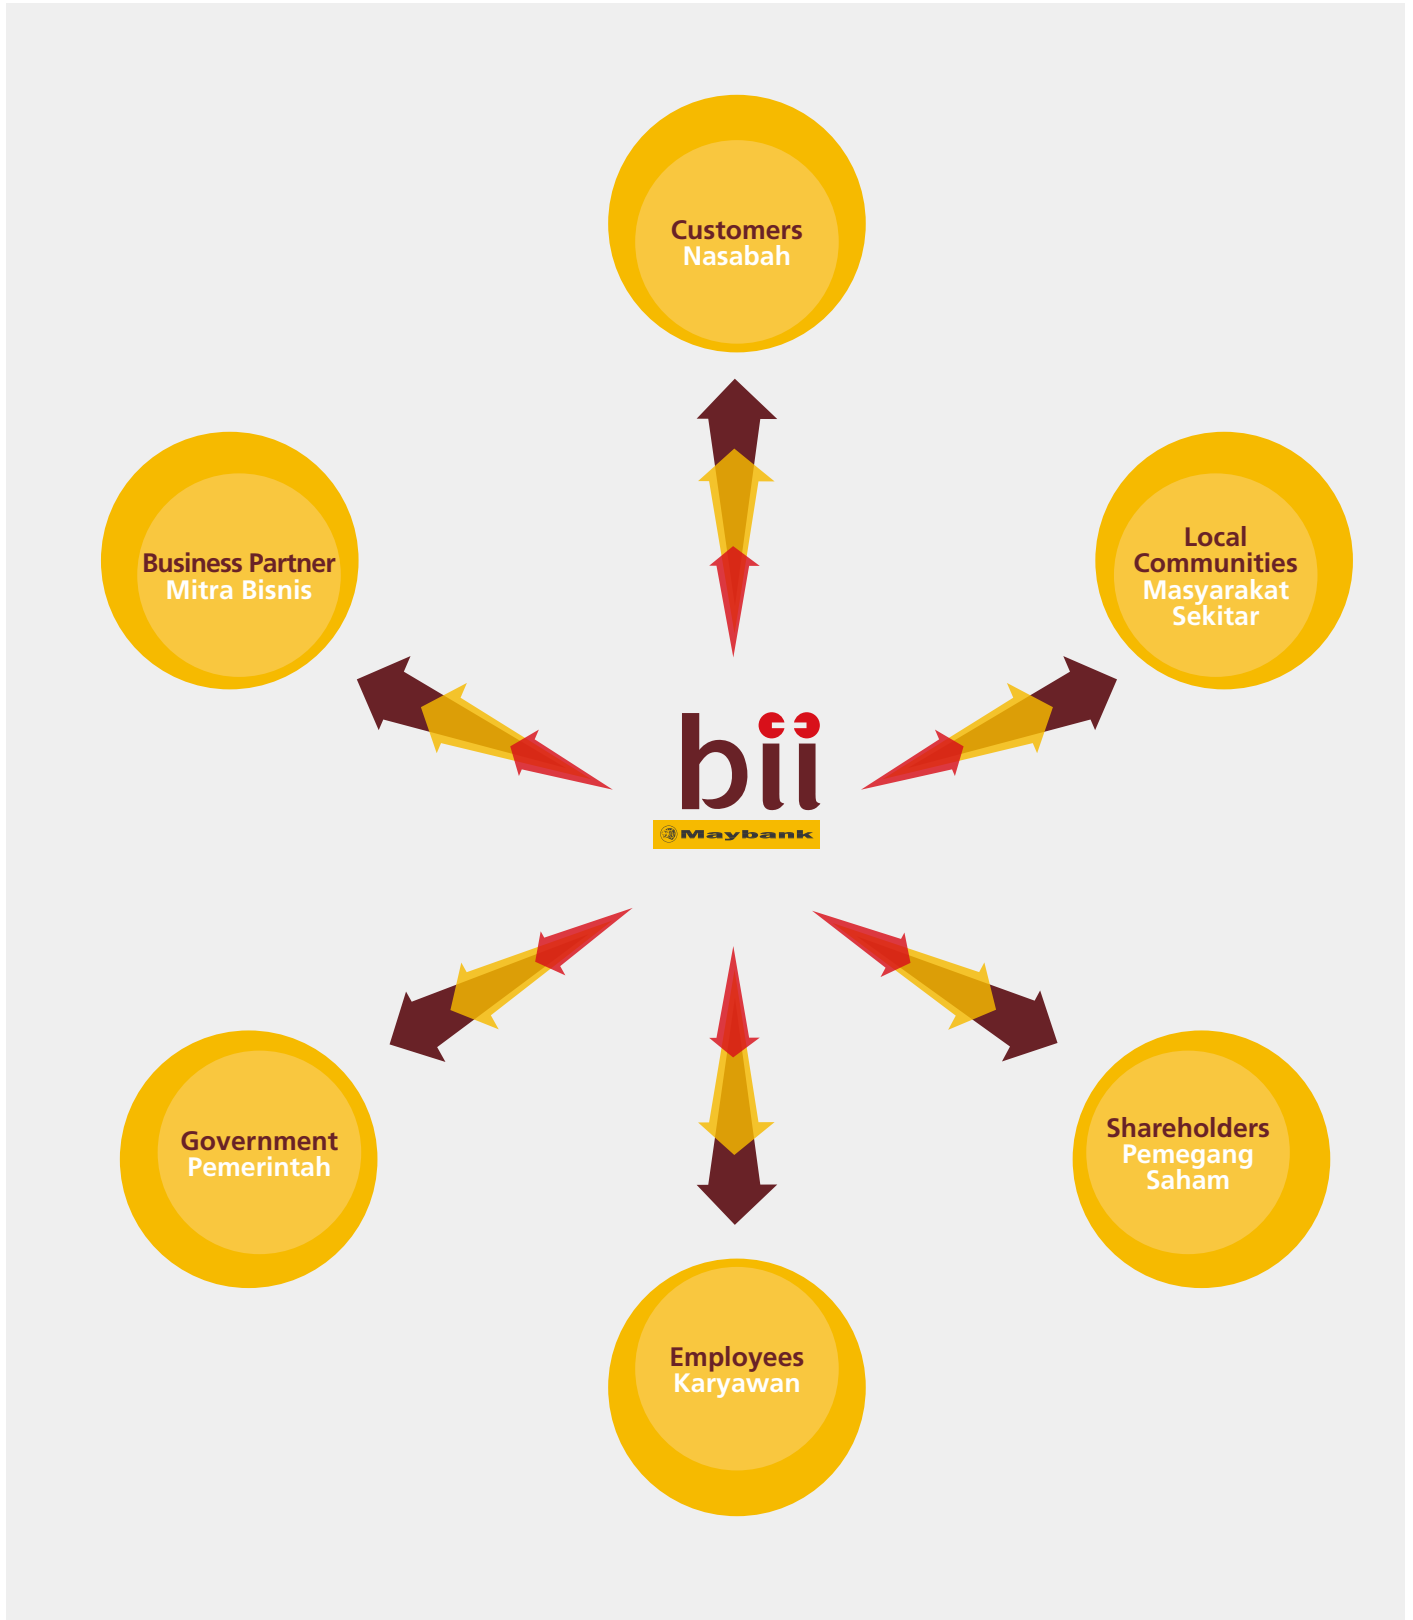 Customers
Nasabah
Business Partner
Mitra Bisnis
Local
Communities
Masyarakat
Sekitar
bii
Maybank
Government
Pemerintah
Shareholders
Pemegang
Saham
Employees
Karyawan